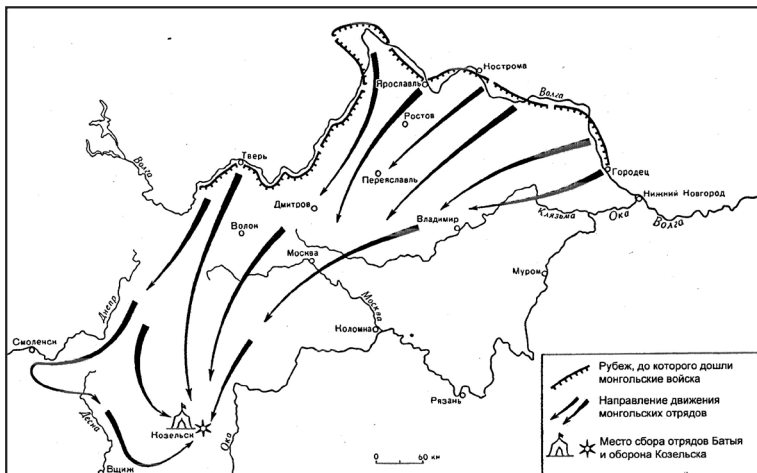 Кострома
Ярославль
Волга
Ростов
Тверь
Волга
Переяславль
Городец
Нижний Новгород
Дмитров
Клязьма
Ока
Волга
Волок
Владимир
Москва
Муром
Днепр
Москва
Смоленск
Коломна
Рязань
Десна
Козельск
Ока
Вщиж
0 60 км
Рубеж, до которого дошли
монгольские войска
Направление движения
монгольских отрядов
Место сбора отрядов Батыя
и оборона Козельска